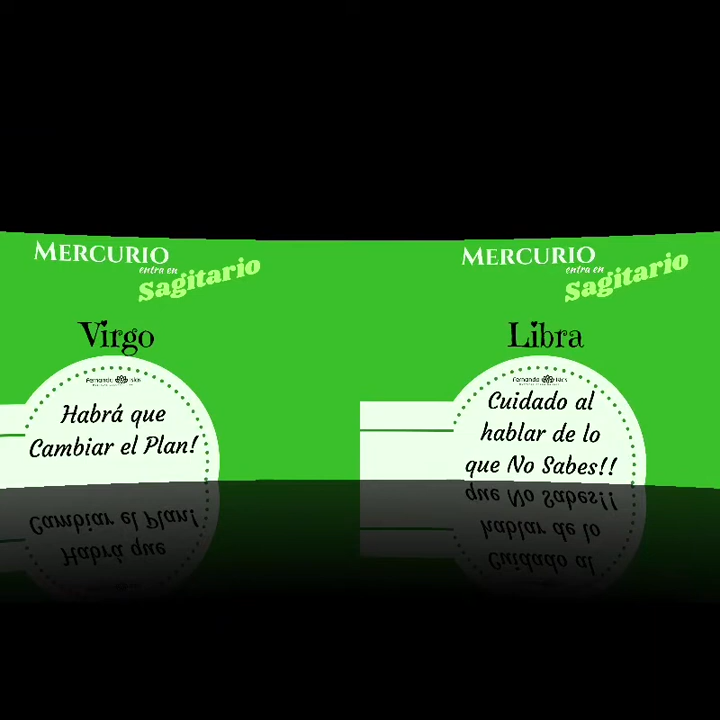 MERCURIO
entra en
Sagitario
Virgo
Habrá que
Cambiar el Plan!
MERCURIO
entra en
Sagitario
Libra
Cuidado al
hablar de lo
que No Sabes!!